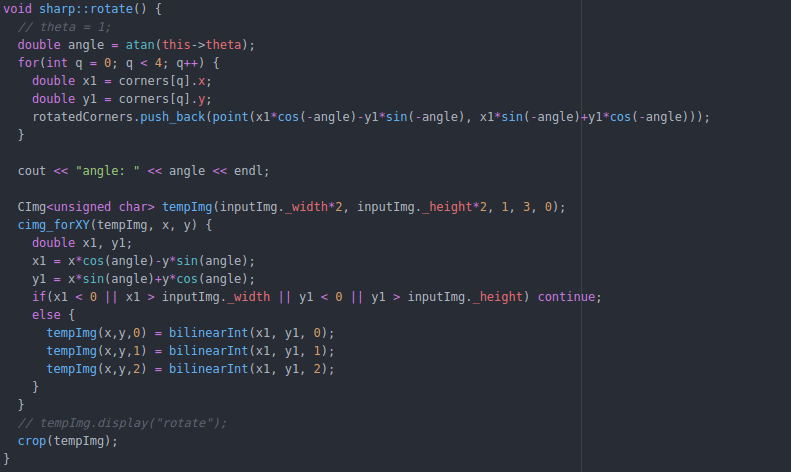 void sharp::rotate() {
  // theta = 1;
  double angle = atan(this->theta);
  for(int q = 0; q < 4; q++) {
    double x1 = corners[q].x;
    double y1 = corners[q].y;
    rotatedCorners.push_back(point(x1*cos(-angle)-y1*sin(-angle), x1*sin(-angle)+y1*cos(-angle)));
  }
  cout << "angle: " << angle << endl;
  CImg<unsigned char> tempImg(inputImg._width*2, inputImg._height*2, 1, 3, 0);
  cimg_forXY(tempImg, x, y) {
    double x1, y1;
    x1 = x*cos(angle)-y*sin(angle);
    y1 = x*sin(angle)+y*cos(angle);
    if(x1 < 0 || x1 > inputImg._width || y1 < 0 || y1 > inputImg._height) continue;
    else {
      tempImg(x,y,0) = bilinearInt(x1, y1, 0);
      tempImg(x,y,1) = bilinearInt(x1, y1, 1);
      tempImg(x,y,2) = bilinearInt(x1, y1, 2);
    }
  }
  // tempImg.display("rotate");
  crop(tempImg);
}